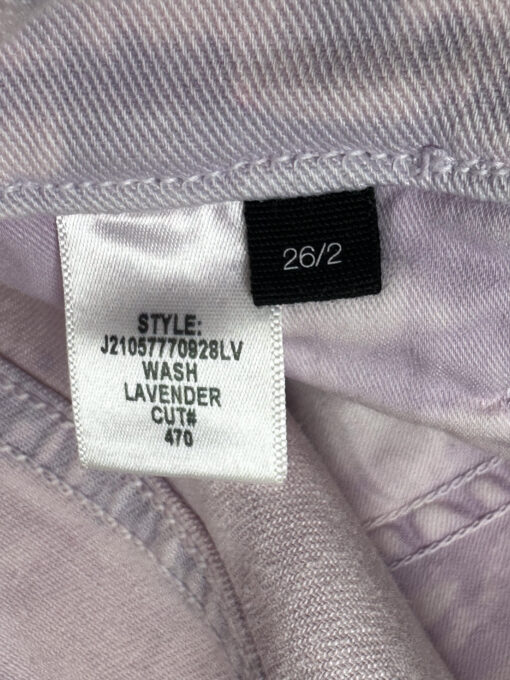 26/2
STYLE:
J21057770928LV
WASH
LAVENDER
CUT#
470